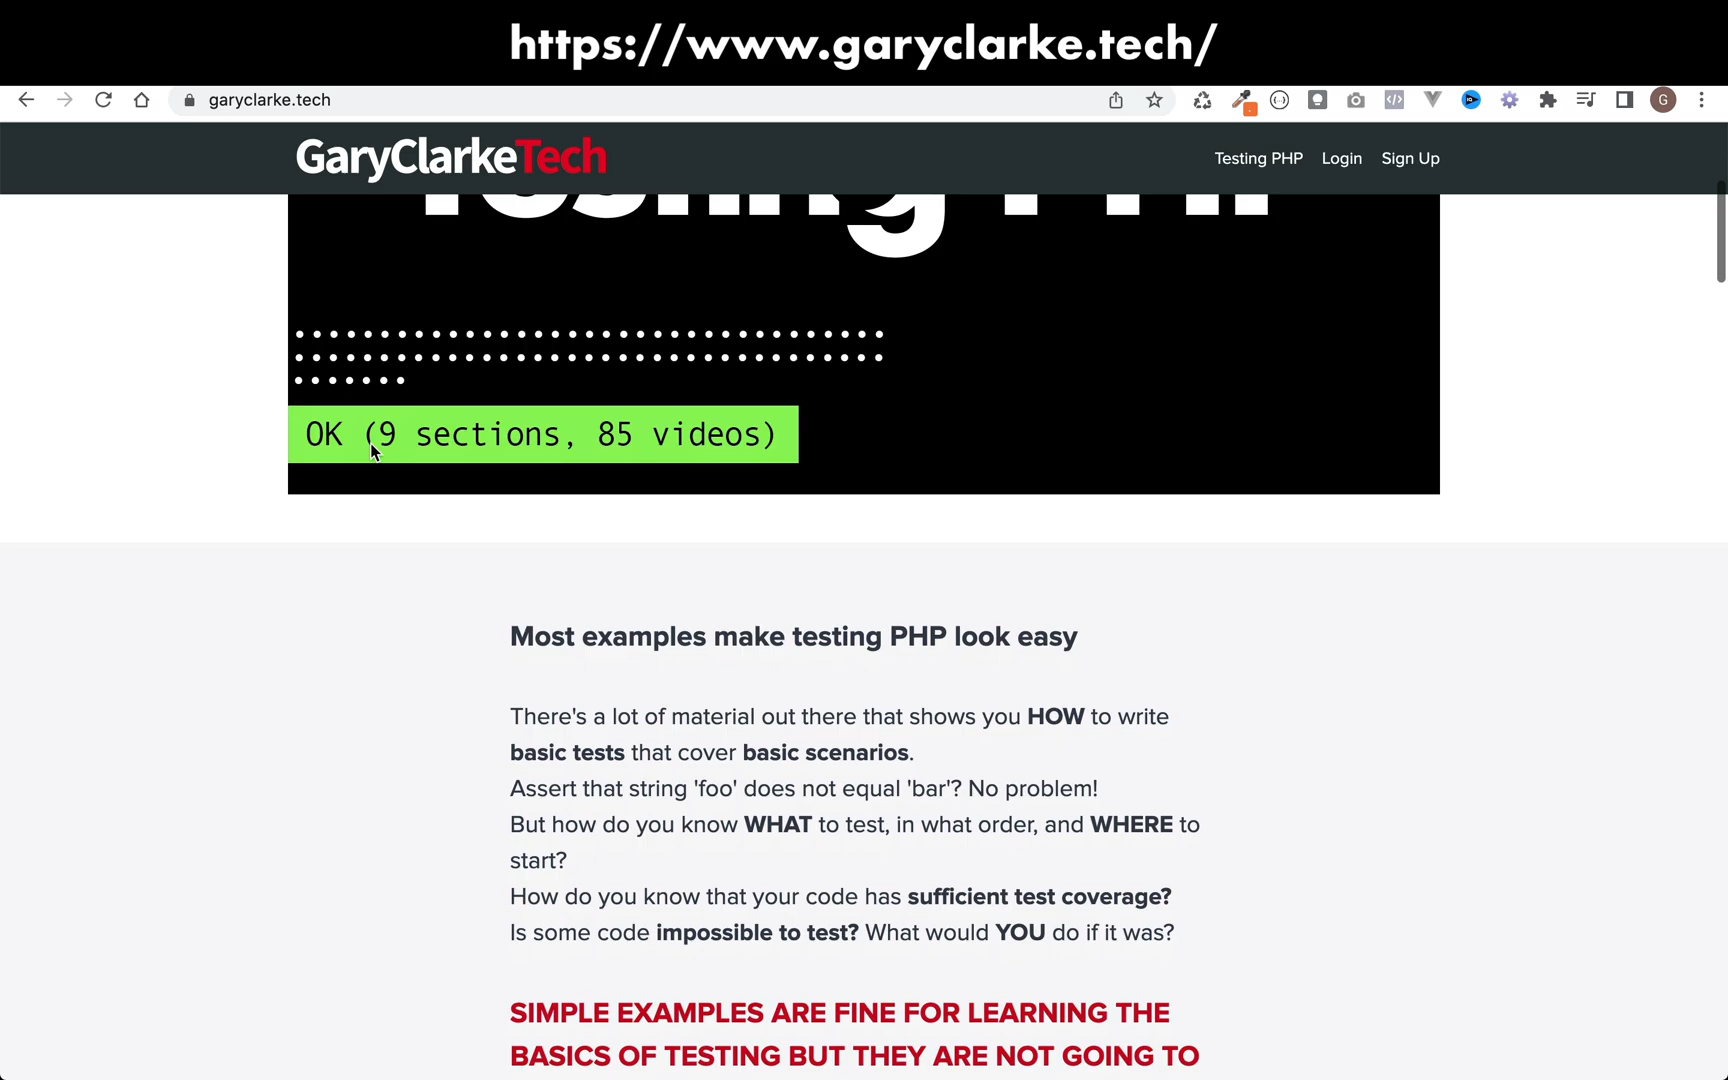 https://www.garyclarke.tech/
garyclarke.tech
G
GaryClarkeTech
Testing PHP Login Sign Up
Testing PHP
OK (9 sections, 85 videos)
Most examples make testing PHP look easy
There's a lot of material out there that shows you HOW to write
basic tests that cover basic scenarios.
Assert that string 'foo' does not equal 'bar'? No problem!
But how do you know WHAT to test, in what order, and WHERE to
start?
How do you know that your code has sufficient test coverage?
Is some code impossible to test? What would YOU do if it was?
SIMPLE EXAMPLES ARE FINE FOR LEARNING THE
BASICS OF TESTING BUT THEY ARE NOT GOING TO